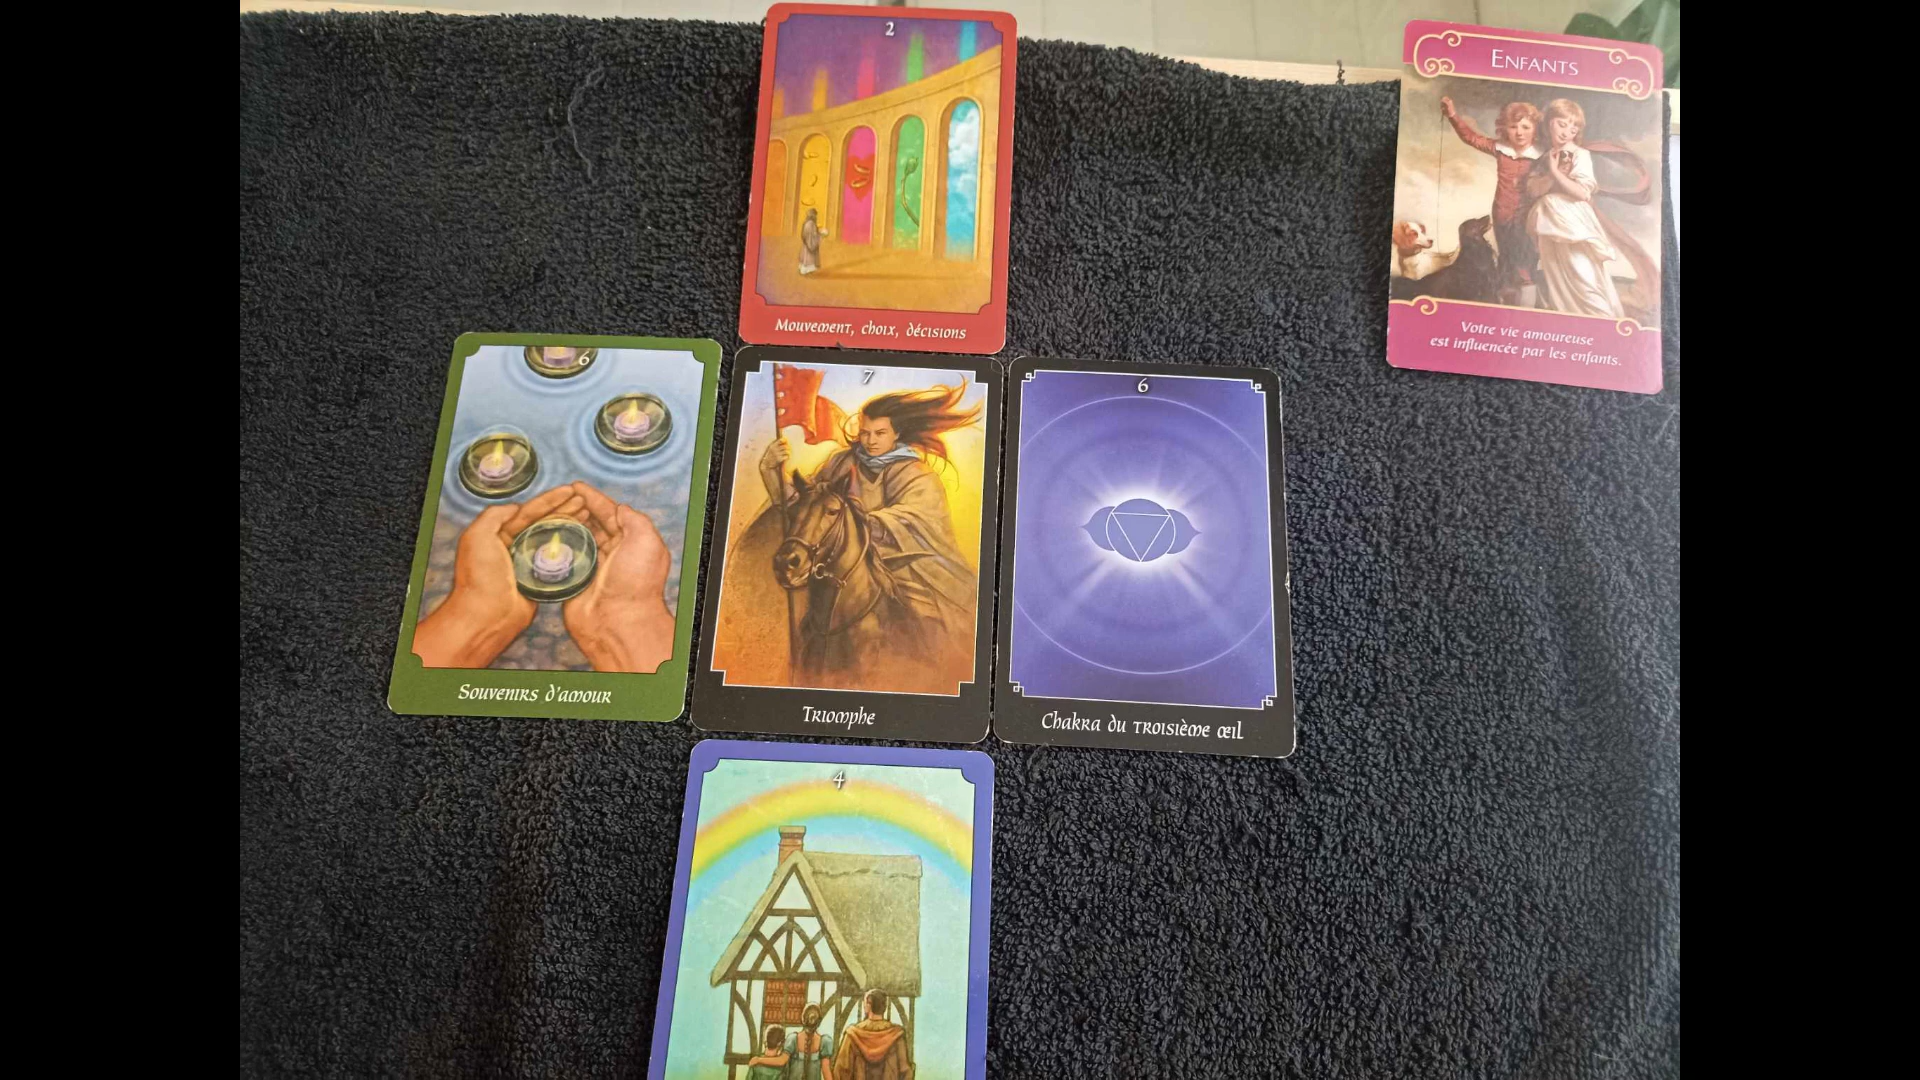 2
Mouvement, choix, décisions
Enfants
Votre vie amoureuse
est influencée par les enfants.
6
Souvenirs d'amour
7
Triomphe
6
Chakra du troisième œil
4